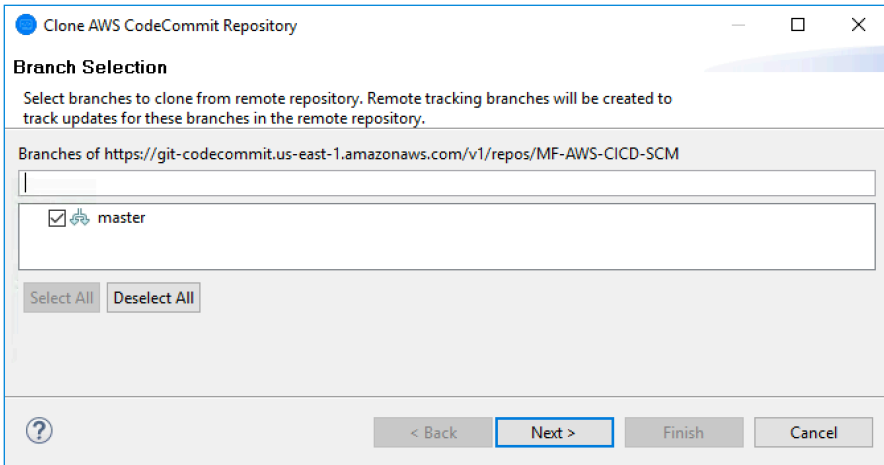 Clone AWS CodeCommit Repository
Branch Selection
Select branches to clone from remote repository. Remote tracking branches will be created to
track updates for these branches in the remote repository.
Branches of https://git-codecommit.us-east-1.amazonaws.com/v1/repos/MF-AWS-CICD-SCM
master
Select All Deselect All
? < Back Next > Finish Cancel